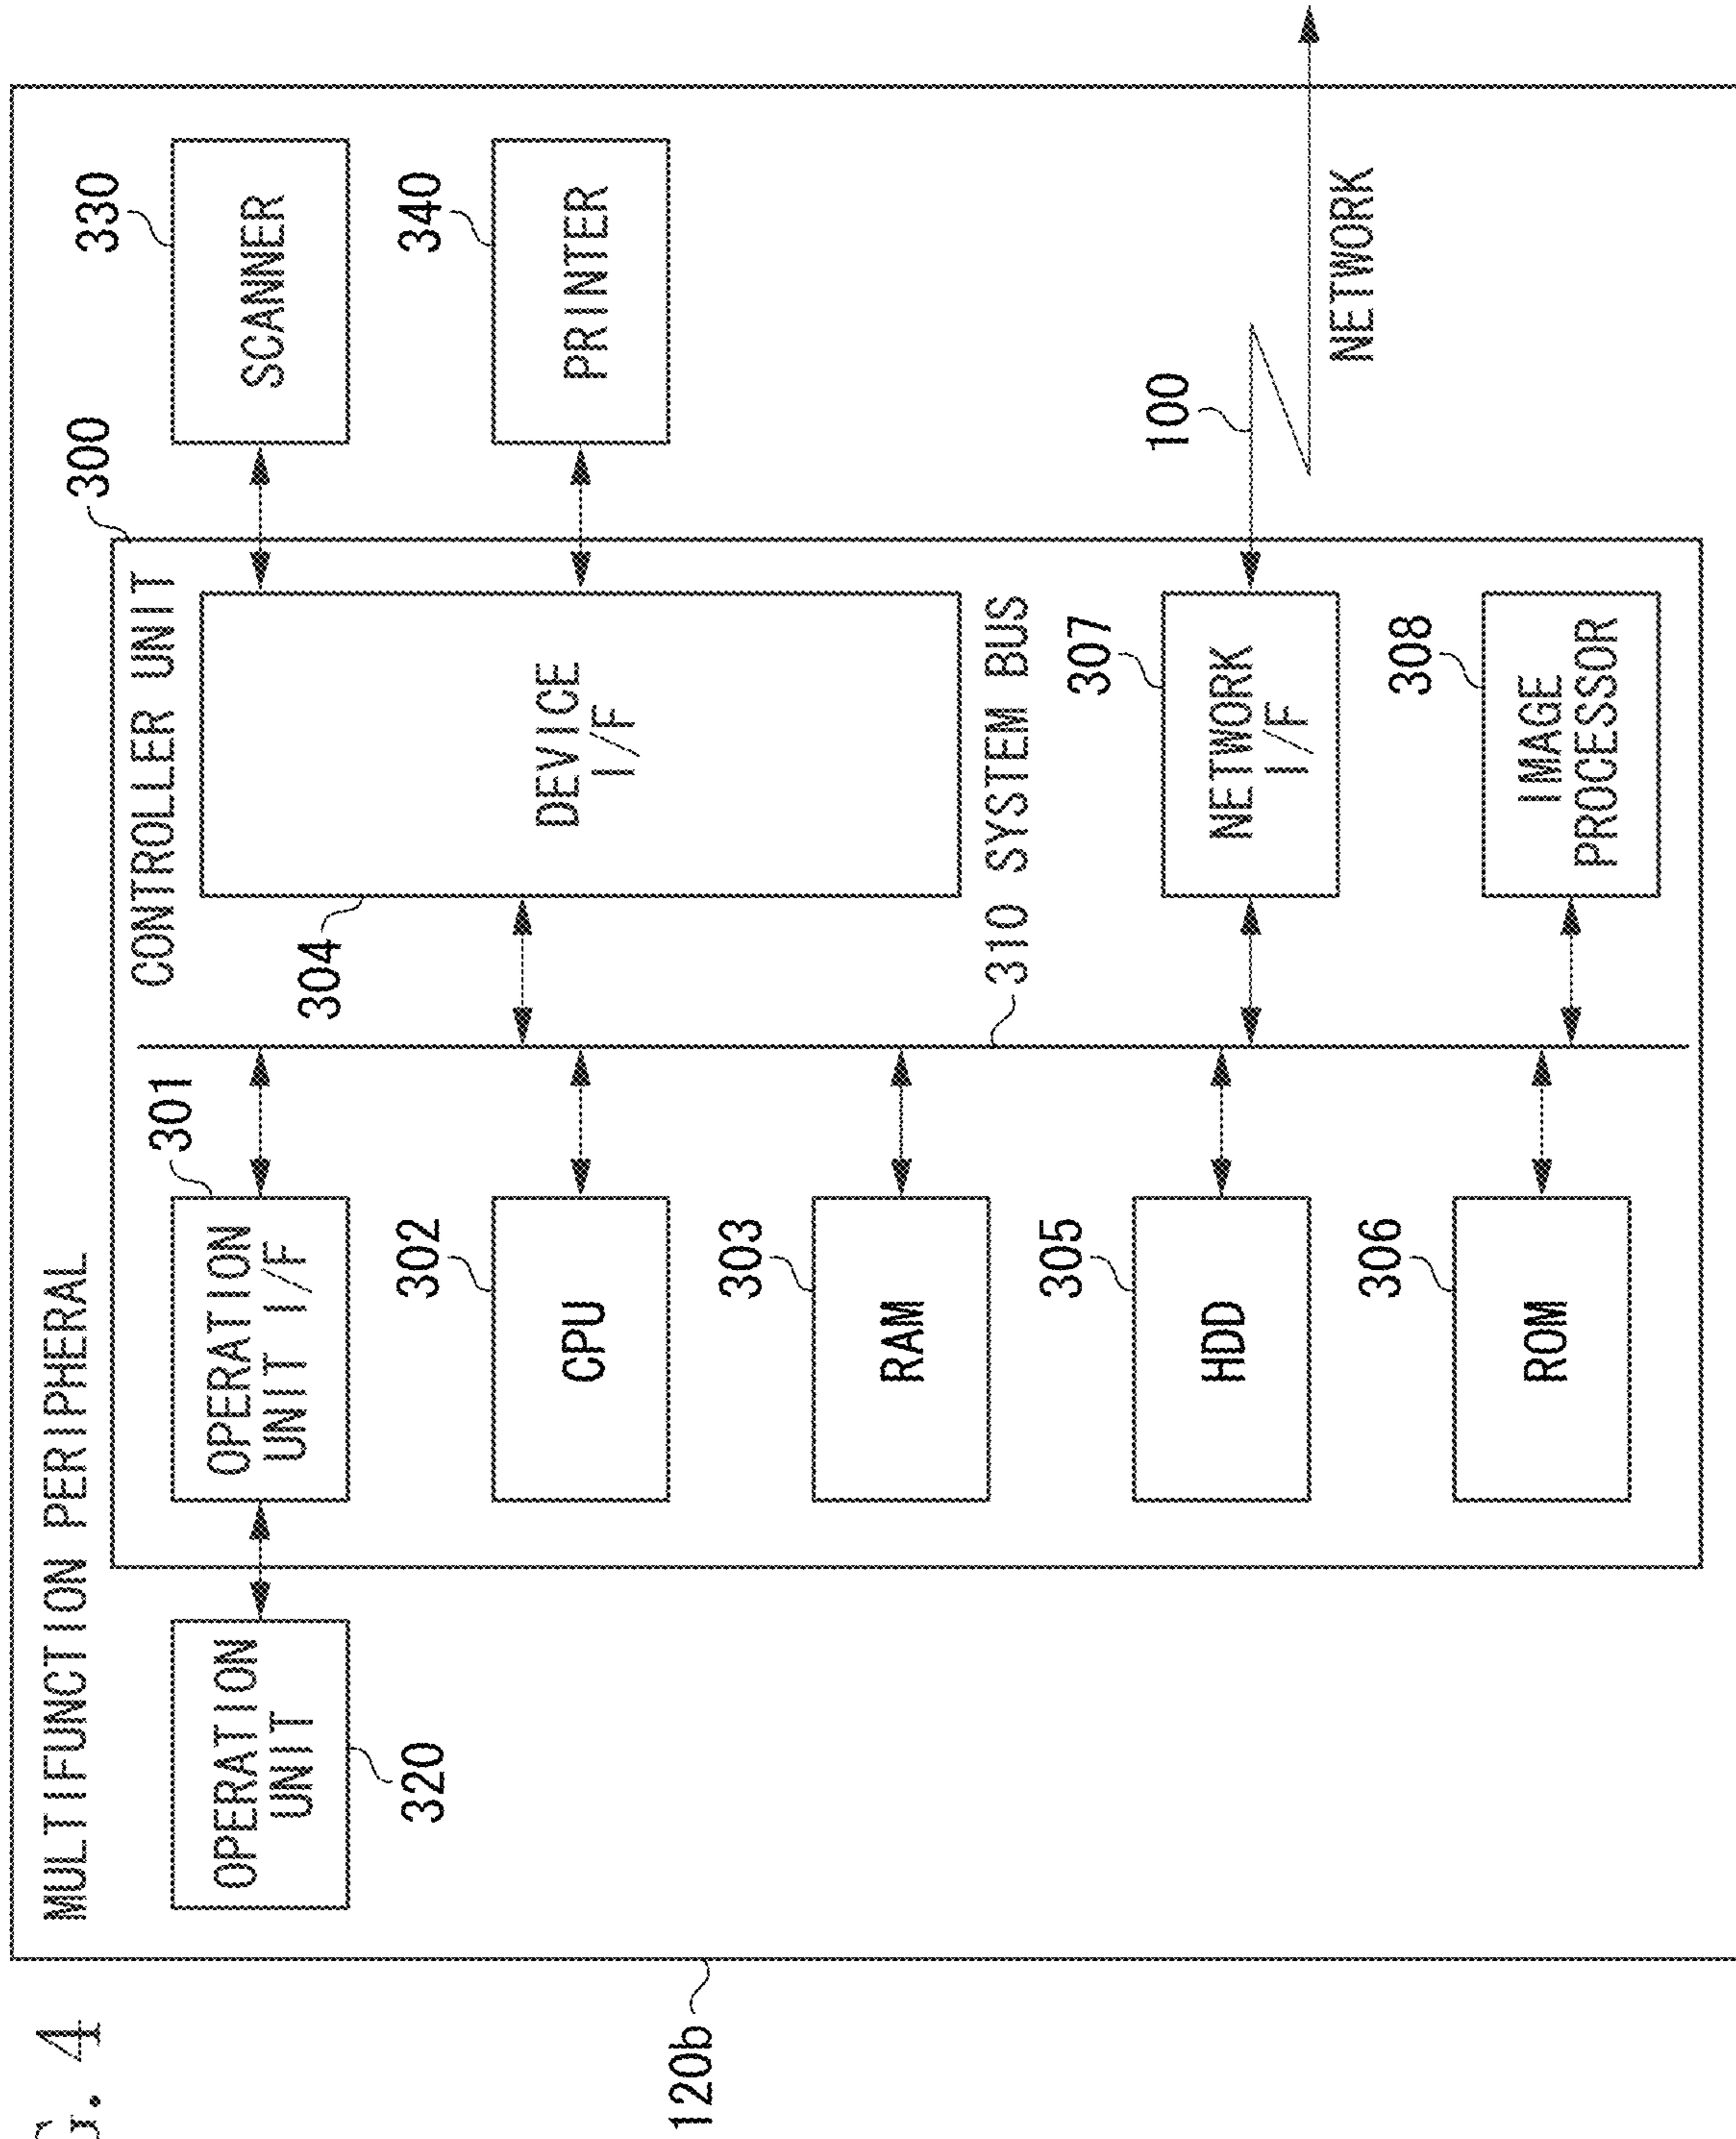 G. 4
MULTIFUNCTION PERIPHERAL
120b
300
CONTROLLER UNIT
OPERATION
UNIT
320
301
OPERATION
UNIT I/F
302
CPU
303
RAM
305
HDD
306
ROM
304
DEVICE
I/F
310 SYSTEM BUS
307
NETWORK
I/F
308
IMAGE
PROCESSOR
330
SCANNER
340
PRINTER
100
NETWORK